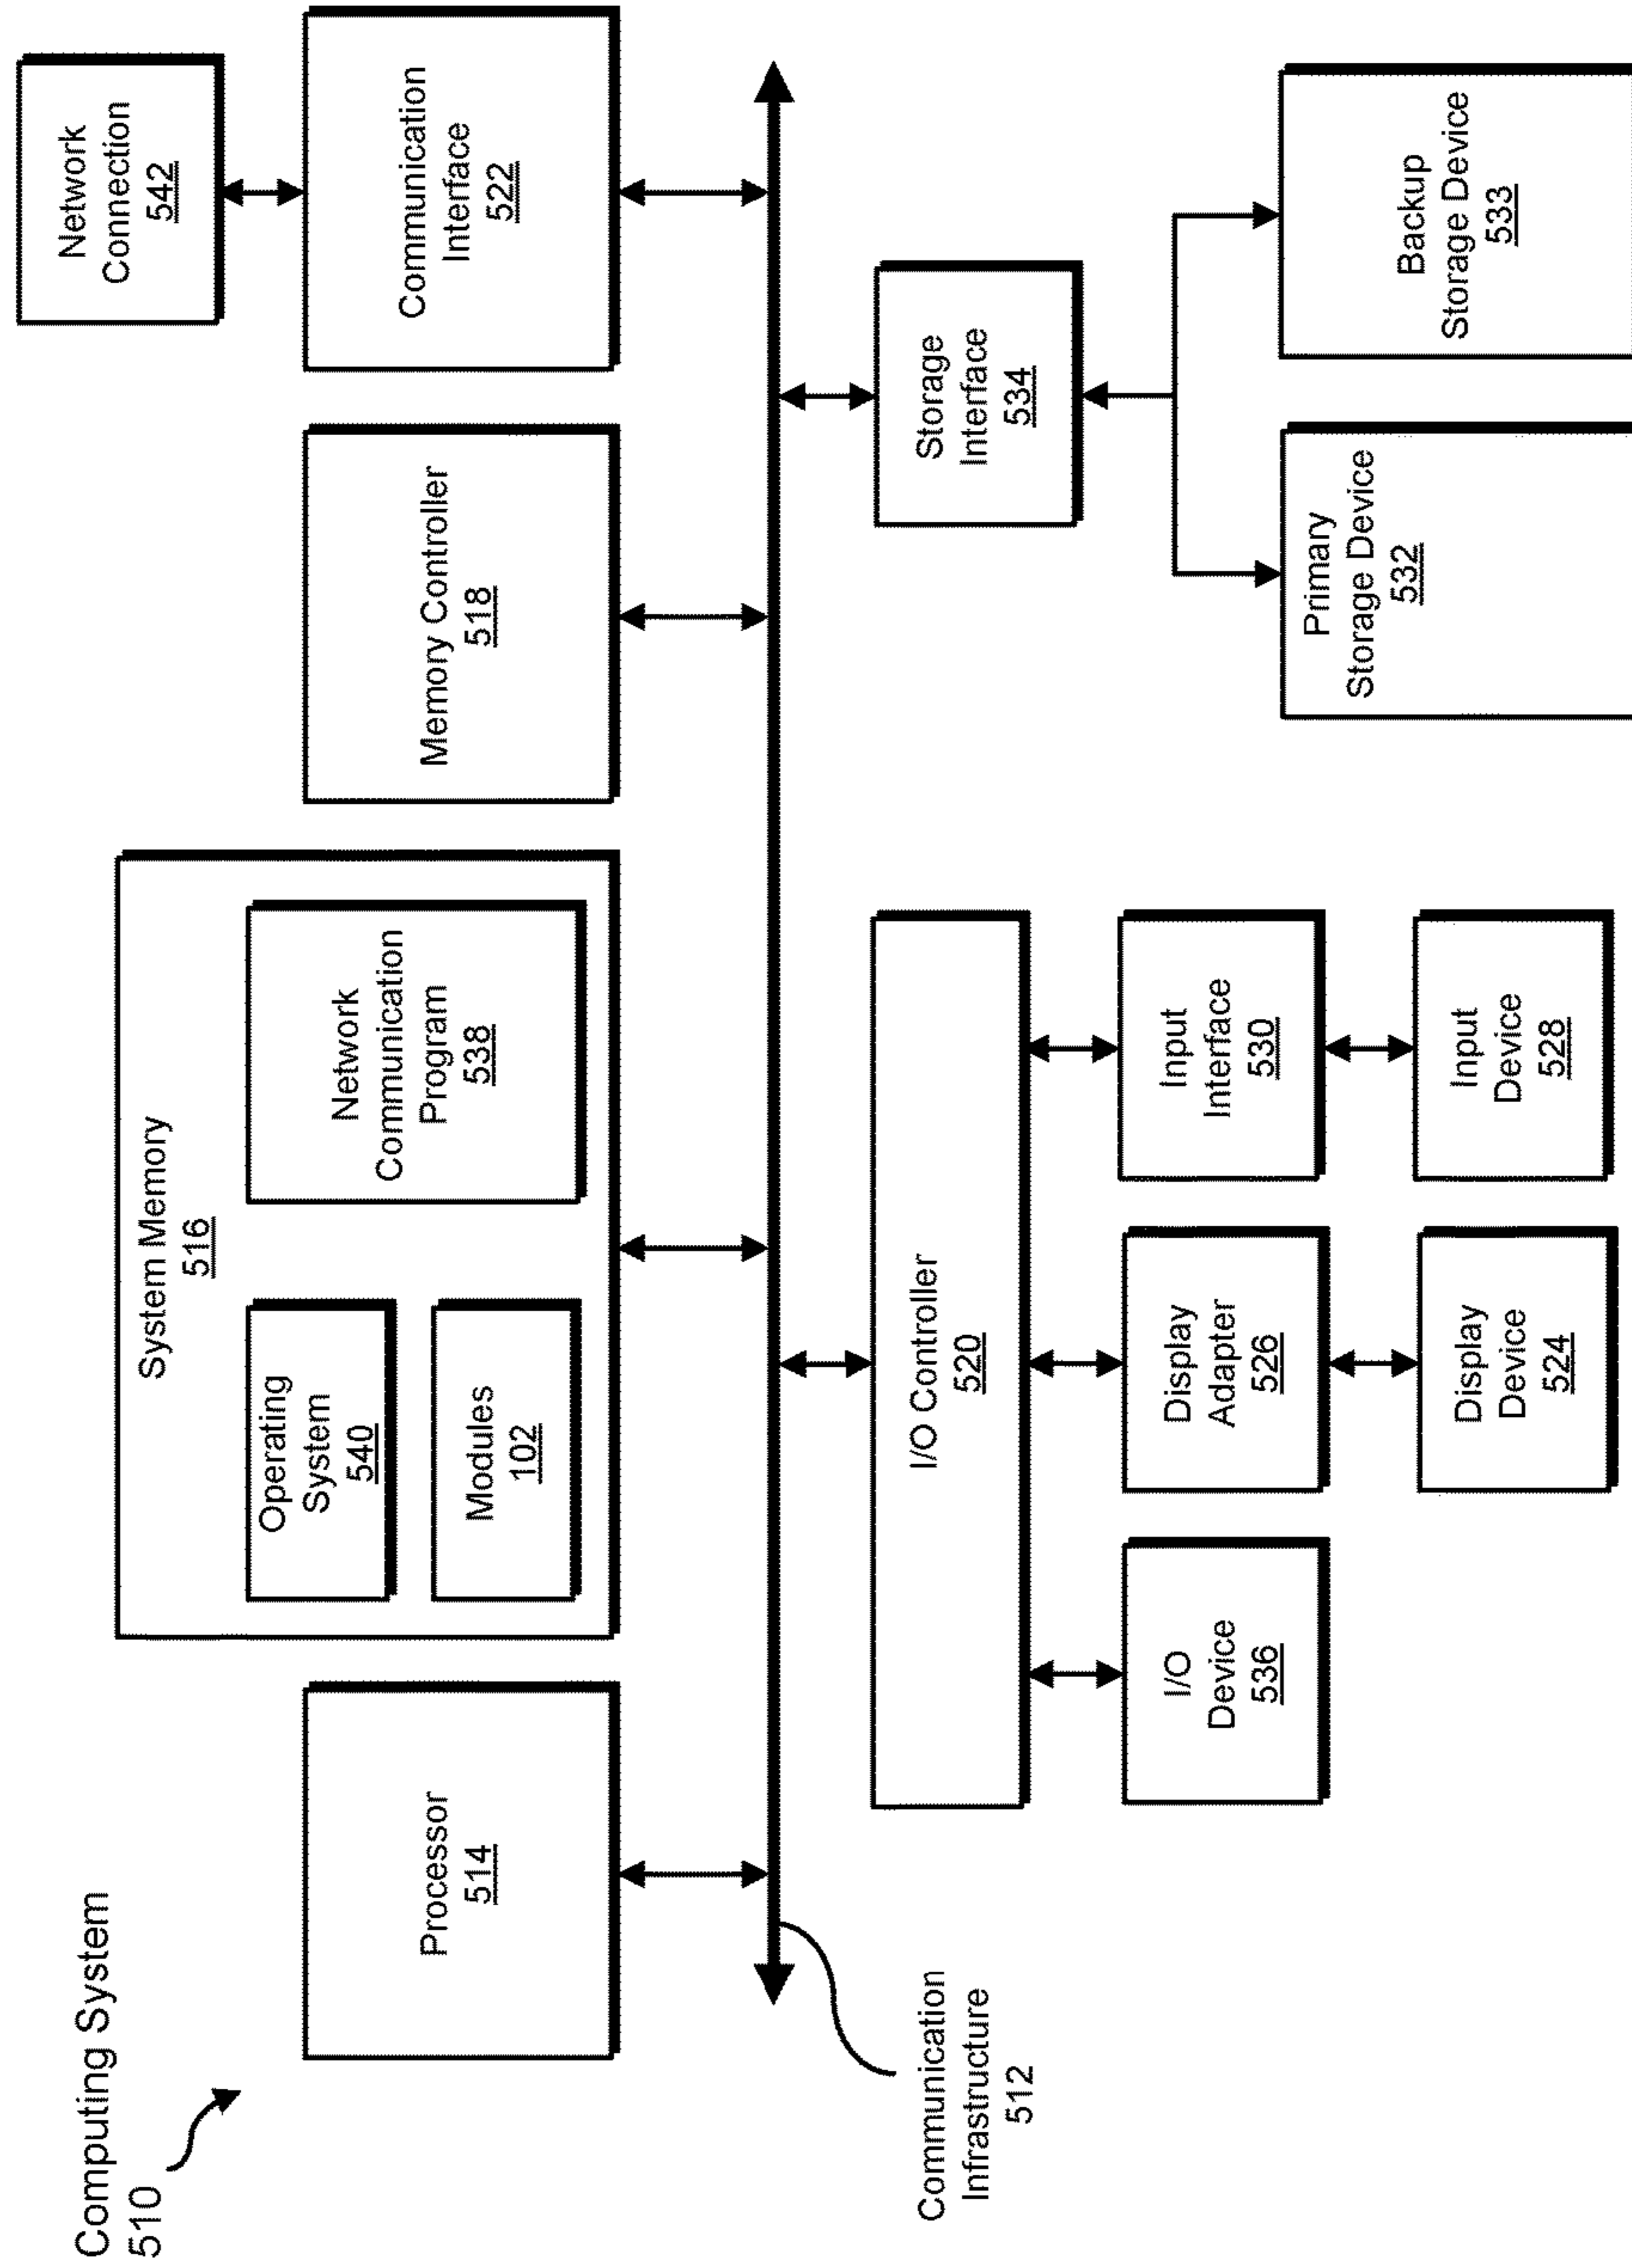 Computing System
510
Processor
514
System Memory
516
Operating
System
540
Modules
102
Network
Communication
Program
538
Memory Controller
518
Communication
Interface
522
Network
Connection
542
Communication
Infrastructure
512
I/O Controller
520
I/O
Device
536
Display
Adapter
526
Input
Interface
530
Display
Device
524
Input
Device
528
Storage
Interface
534
Primary
Storage Device
532
Backup
Storage Device
533